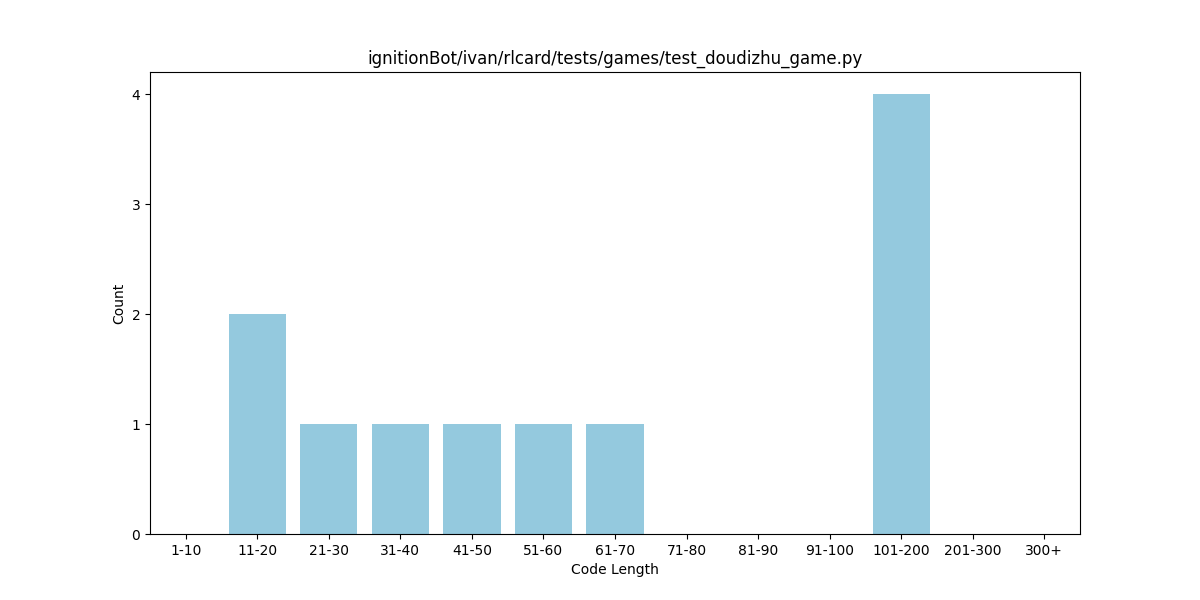 ignitionBot/ivan/rlcard/tests/games/test_doudizhu_game.py
Count
4
3
2
1
0
1-10 11-20 21-30 31-40 41-50 51-60 61-70 71-80 81-90 91-100 101-200 201-300 300+
Code Length